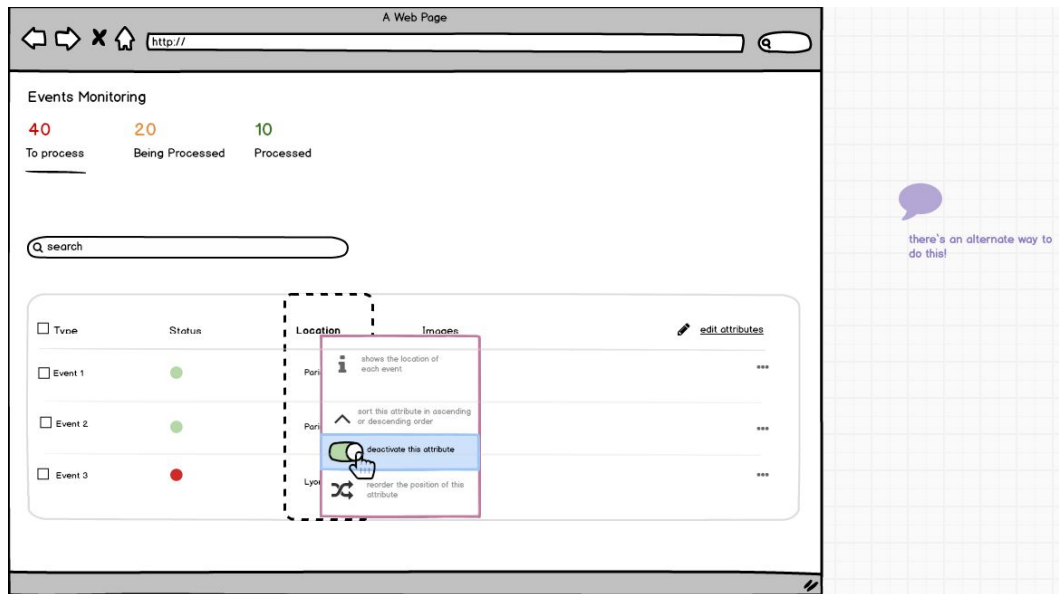 A Web Page
http://
Events Monitoring
40 20 10
To process Being Processed Processed
there's an alternate way to
do this!
search
Type Status Location Images edit attributes
shows the location of
each event
Event 1
sort this attribute in ascending
or descending order
Event 2
deactivate this attribute
Event 3
reorder the position of this
attribute